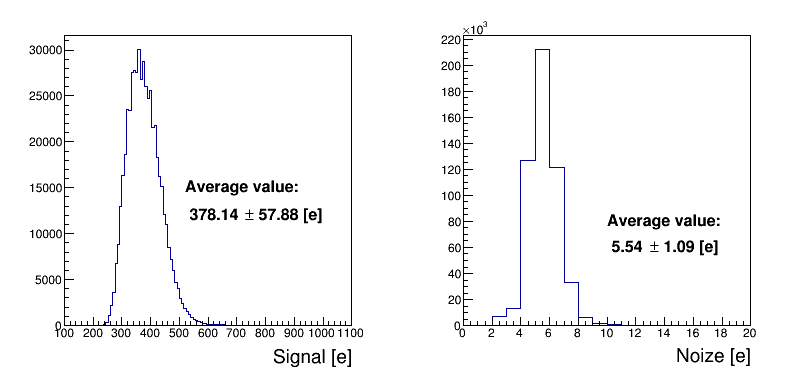 30000
25000
20000
15000
10000
5000
0
100 200 300 400 500 600 700 800 900 1000 1100
Signal [e]
Average value:
378.14 ± 57.88 [e]
×10³
220
200
180
160
140
120
100
80
60
40
20
0
0 2 4 6 8 10 12 14 16 18 20
Noize [e]
Average value:
5.54 ± 1.09 [e]